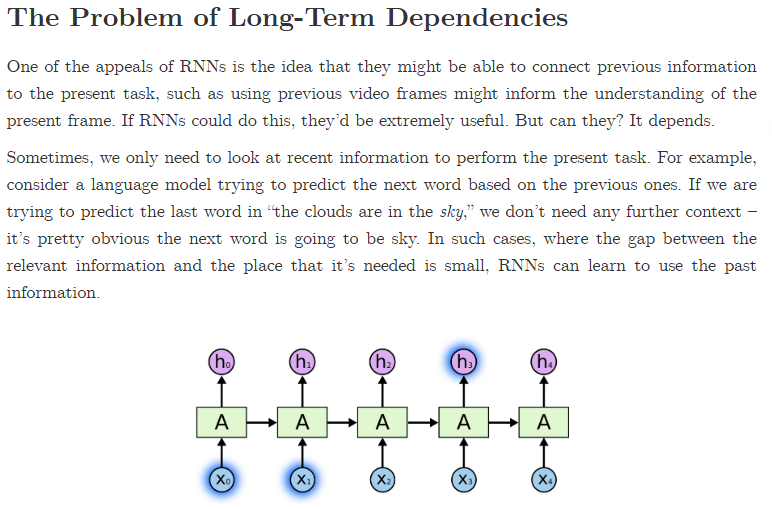 The Problem of Long-Term Dependencies
One of the appeals of RNNs is the idea that they might be able to connect previous information
to the present task, such as using previous video frames might inform the understanding of the
present frame. If RNNs could do this, they'd be extremely useful. But can they? It depends.
Sometimes, we only need to look at recent information to perform the present task. For example,
consider a language model trying to predict the next word based on the previous ones. If we are
trying to predict the last word in “the clouds are in the sky,” we don't need any further context –
it's pretty obvious the next word is going to be sky. In such cases, where the gap between the
relevant information and the place that it's needed is small, RNNs can learn to use the past
information.
h₀ h₁ h₂ h₃ h₄
A A A A A
X₀ X₁ X₂ X₃ X₄